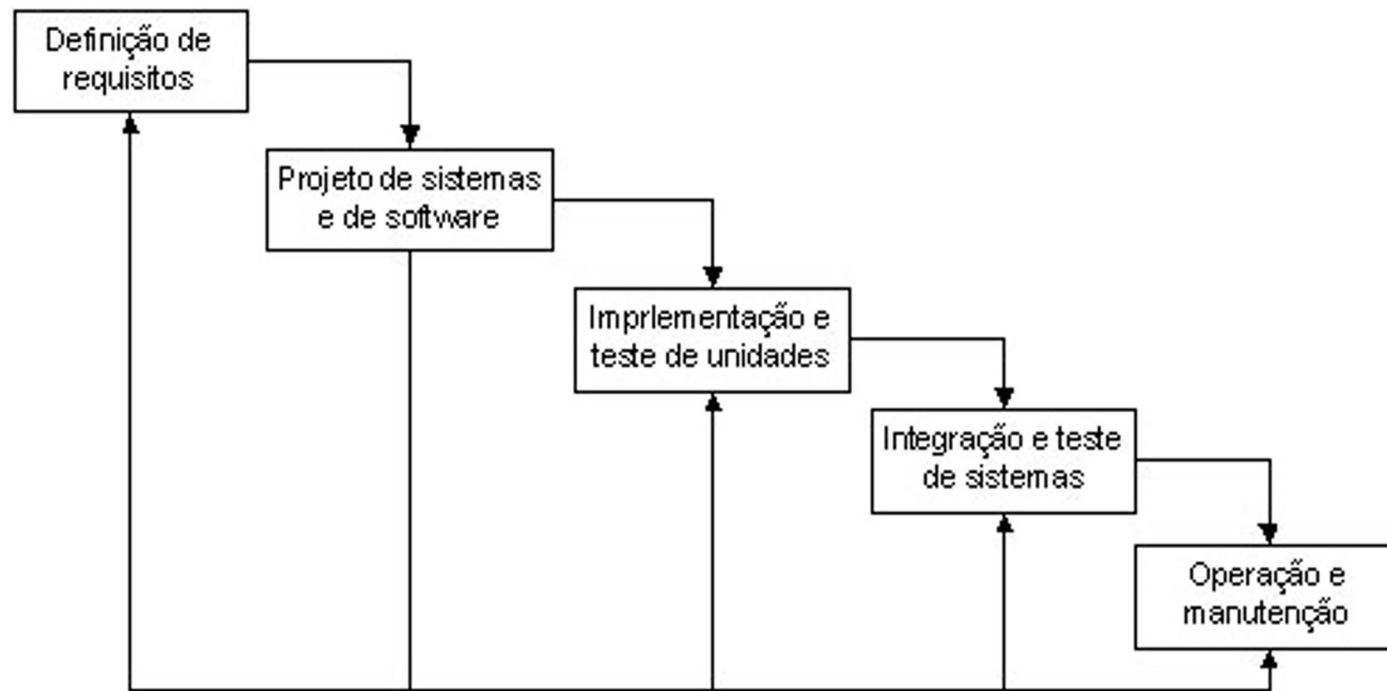 Definição de
requisitos
Projeto de sistemas
e de software
Imprlementação e
teste de unidades
Integração e teste
de sistemas
Operação e
manutenção